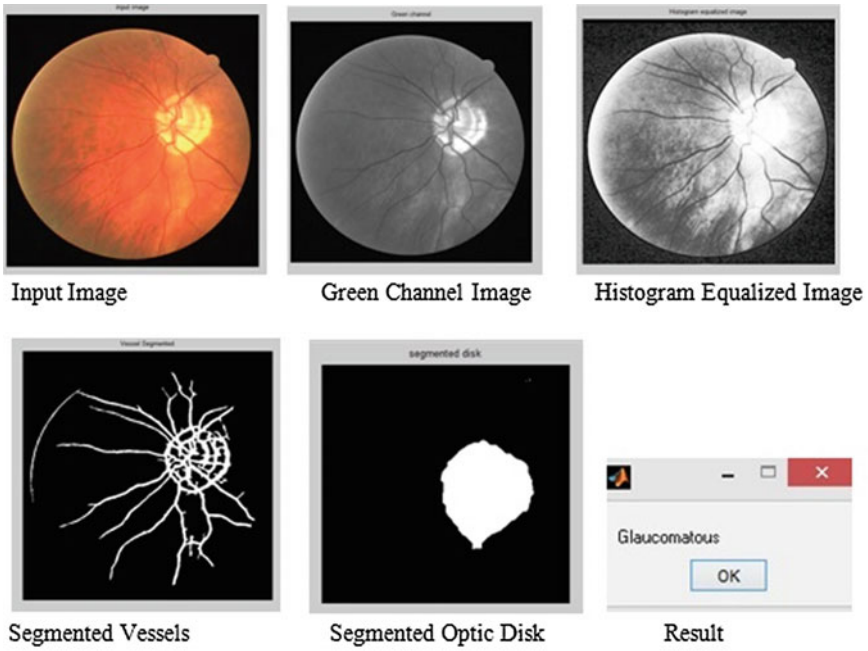 input image
Green channel
Histogram equalized image
Input Image
Green Channel Image
Histogram Equalized Image
Vessel Segmented
segmented disk
Glaucomatous
OK
Segmented Vessels
Segmented Optic Disk
Result